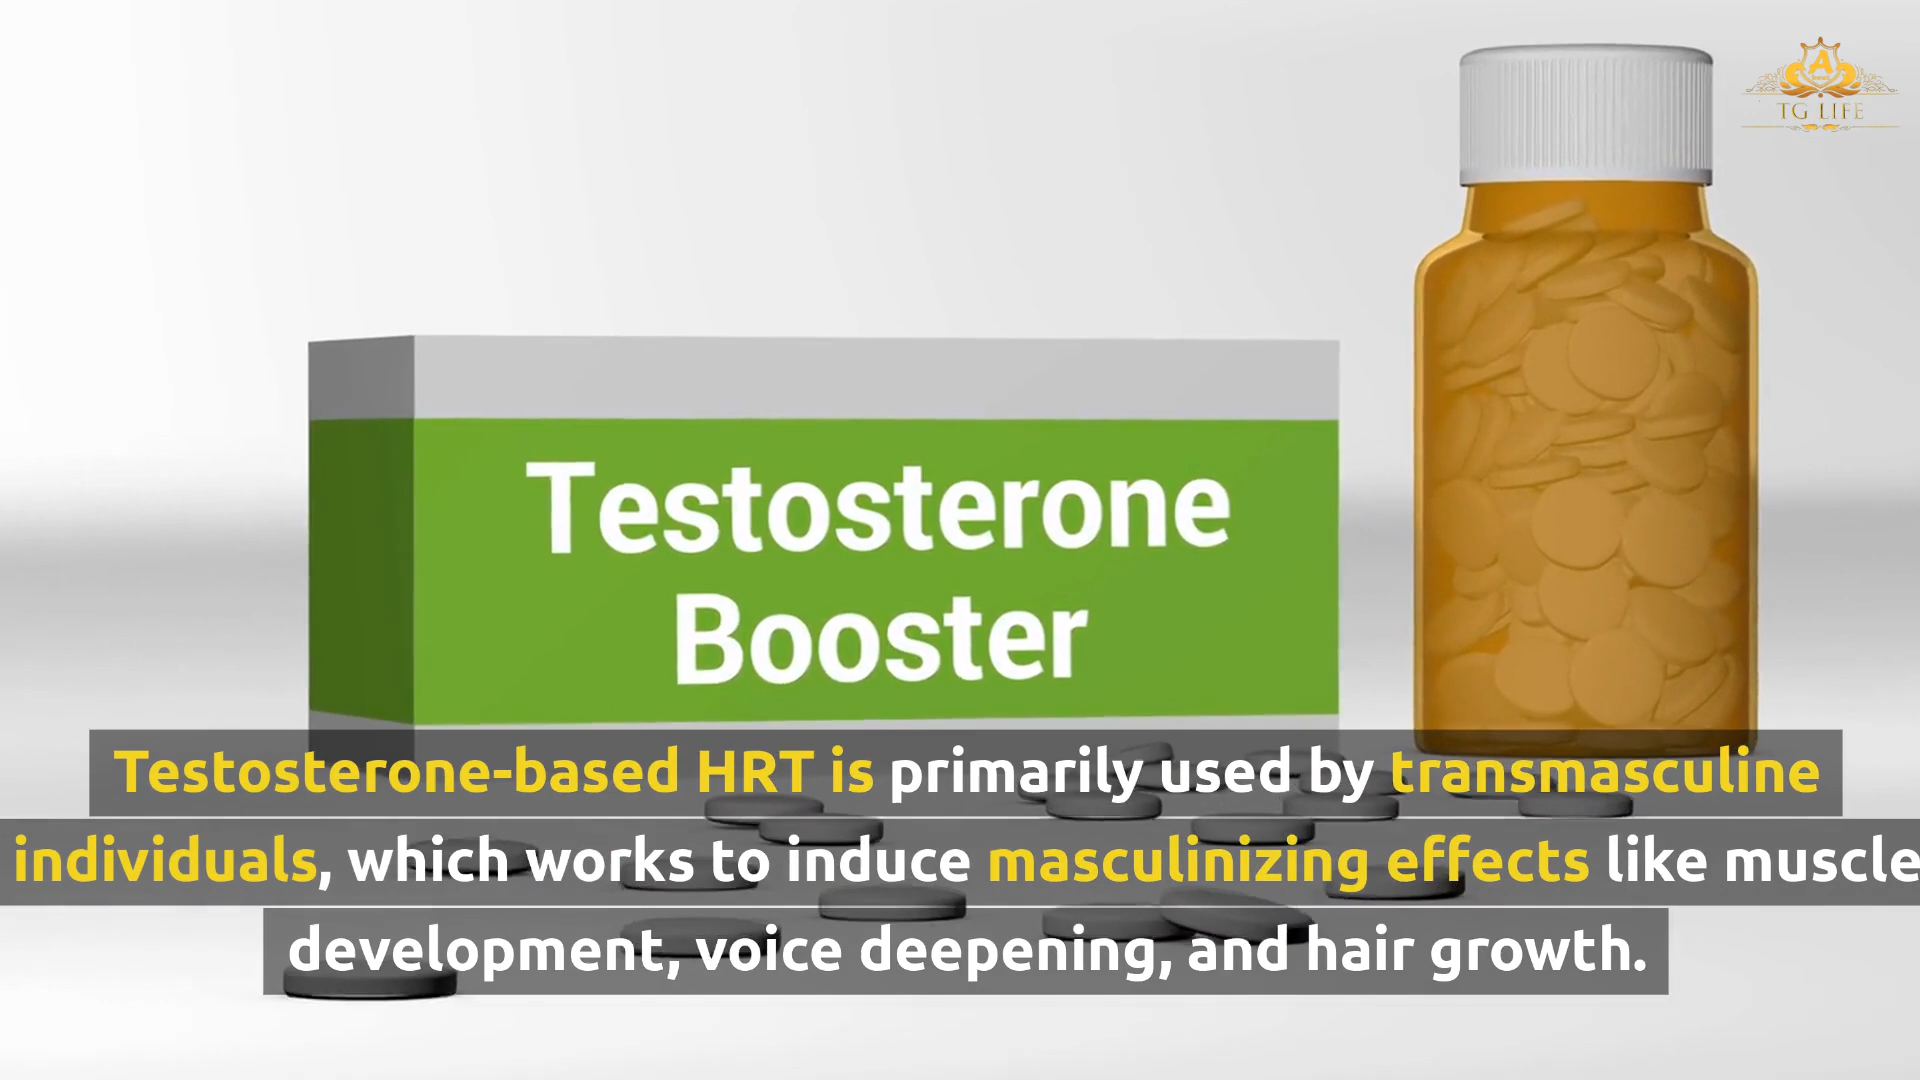 A
TG LIFE
Testosterone
Booster
Testosterone-based HRT is primarily used by transmasculine
individuals, which works to induce masculinizing effects like muscle
development, voice deepening, and hair growth.